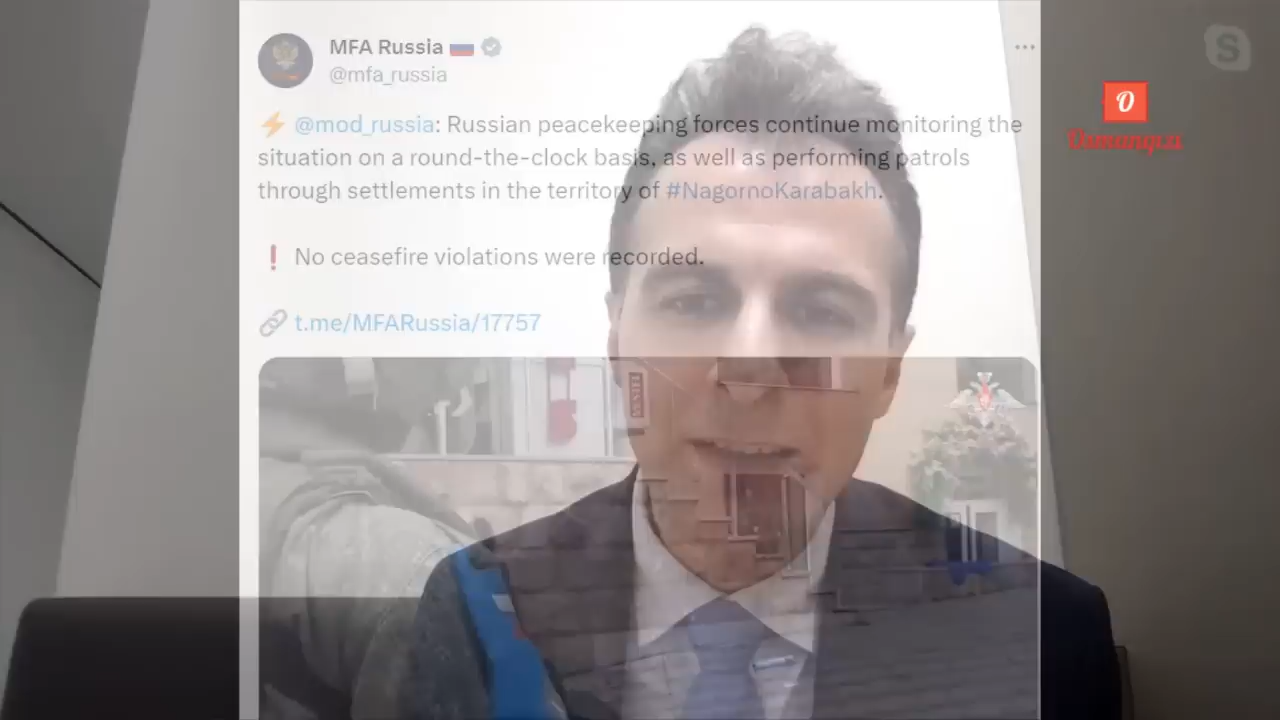 MFA Russia
@mfa_russia
@mod_russia: Russian peacekeeping forces continue monitoring the
situation on a round-the-clock basis, as well as performing patrols
through settlements in the territory of #NagornoKarabakh.
No ceasefire violations were recorded.
t.me/MFARussia/17757